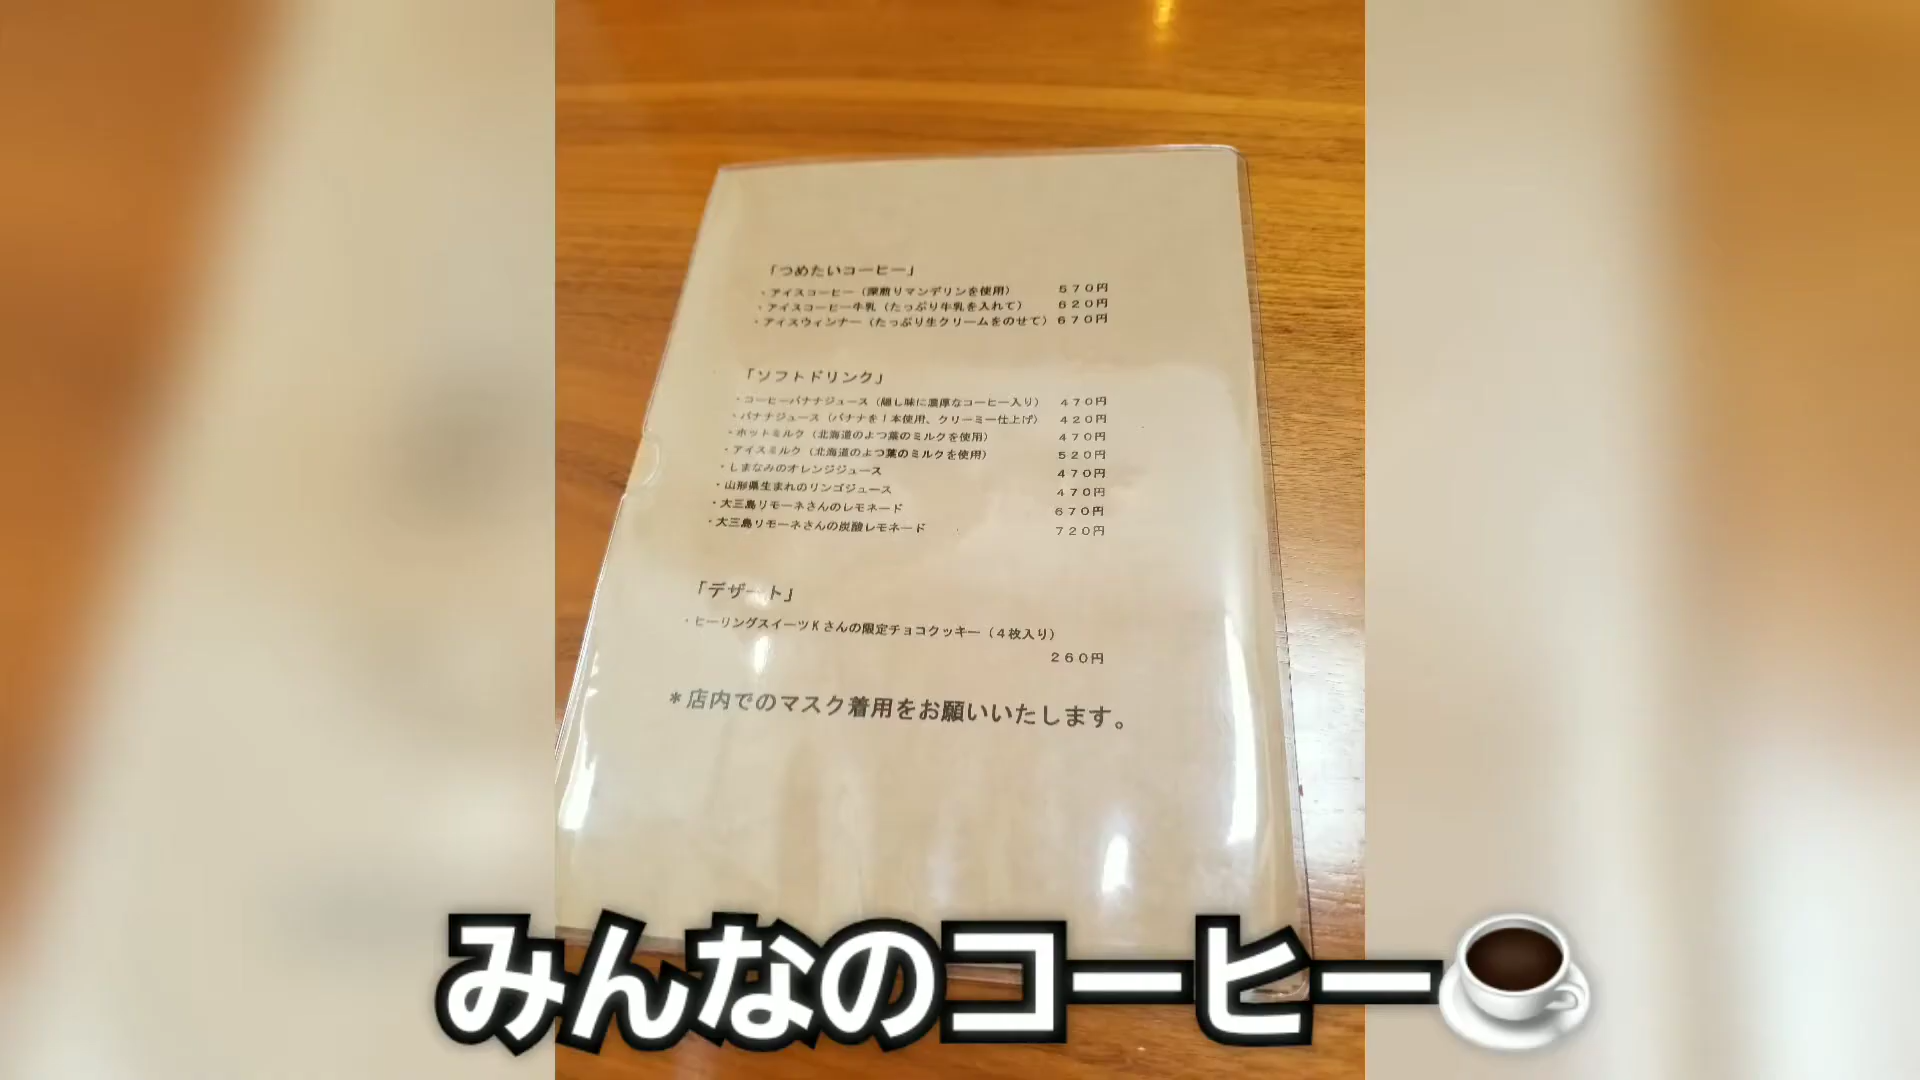 「つめたいコーヒー」
・アイスコーヒー（深煎りマンデリンを使用） 570円
・アイスコーヒー牛乳（たっぷり牛乳を入れて） 620円
・アイスウィンナー（たっぷり生クリームをのせて） 670円
「ソフトドリンク」
・コーヒーバナナジュース（隠し味に濃厚なコーヒー入り） 470円
・バナナジュース（バナナを１本使用、クリーミー仕上げ） 420円
・ホットミルク（北海道のよつ葉のミルクを使用） 470円
・アイスミルク（北海道のよつ葉のミルクを使用） 520円
・しまなみのオレンジジュース 470円
・山形県生まれのリンゴジュース 470円
・大三島リモーネさんのレモネード 670円
・大三島リモーネさんの炭酸レモネード 720円
「デザート」
・ヒーリングスイーツKさんの限定チョコクッキー（４枚入り）
260円
＊店内でのマスク着用をお願いいたします。
みんなのコーヒー☕